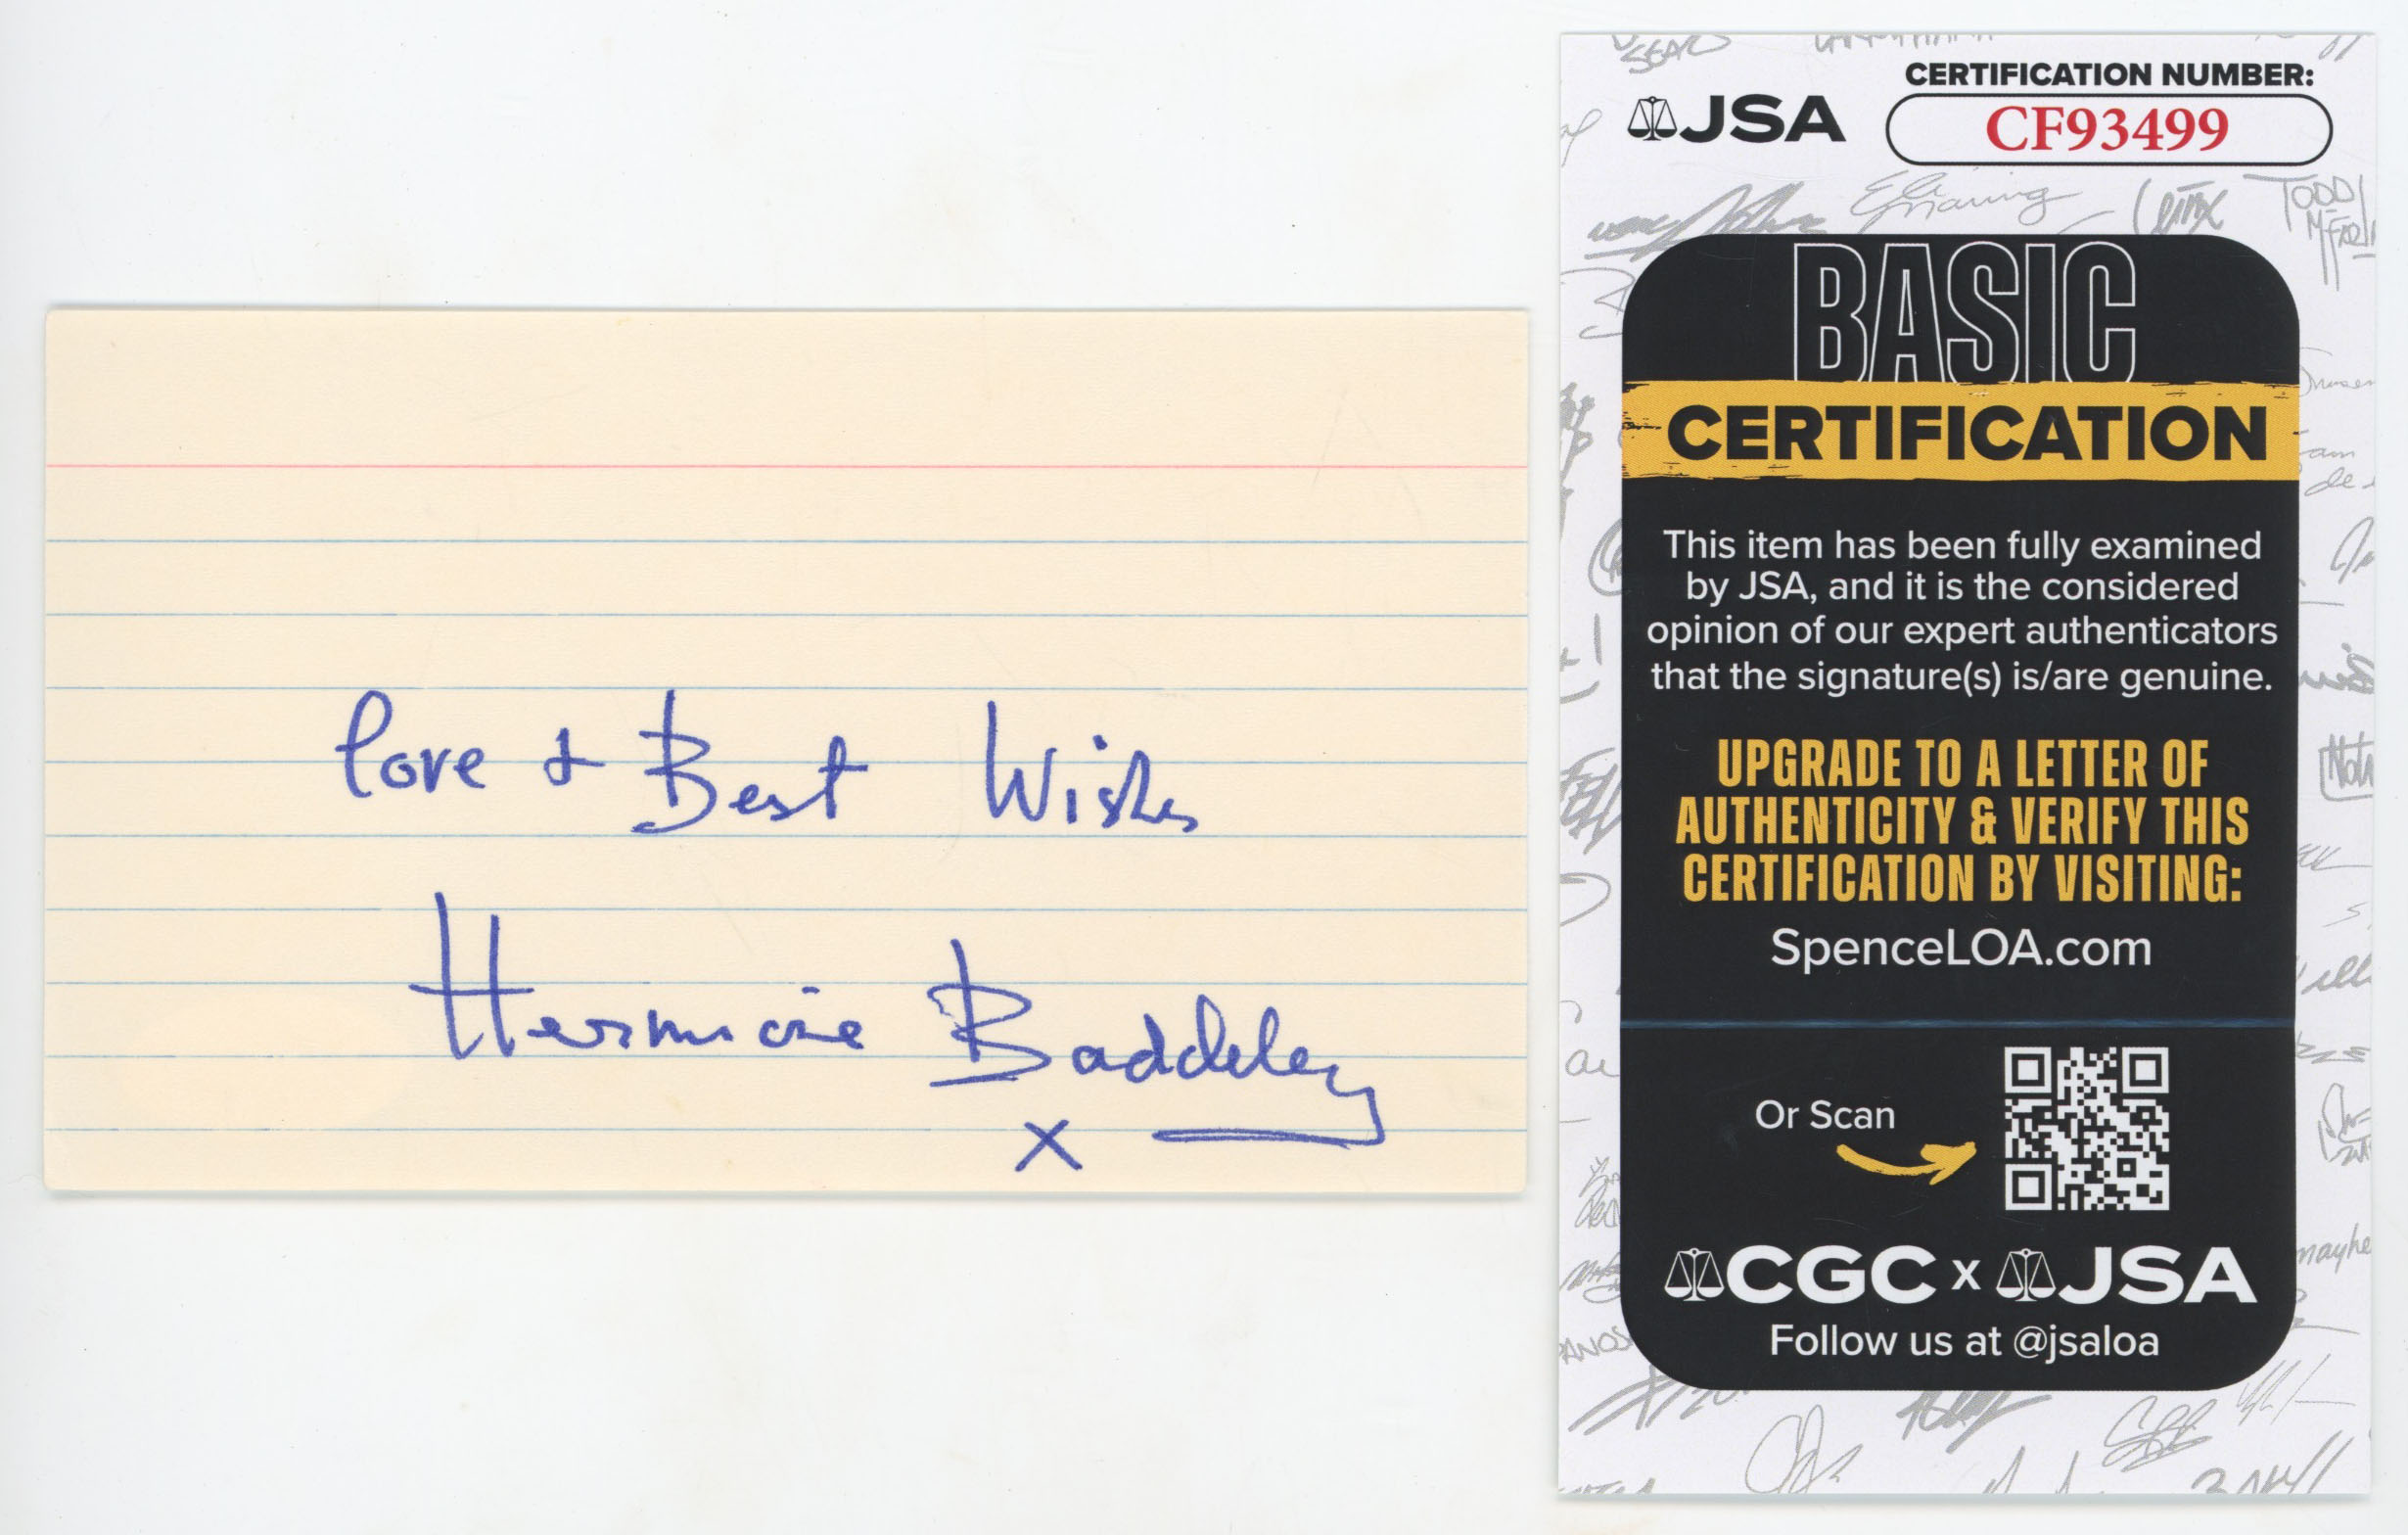 love & Best Wishes
Hermione Baddeley
x
CERTIFICATION NUMBER:
JSA
CF93499
BASIC
CERTIFICATION
This item has been fully examined
by JSA, and it is the considered
opinion of our expert authenticators
that the signature(s) is/are genuine.
UPGRADE TO A LETTER OF
AUTHENTICITY & VERIFY THIS
CERTIFICATION BY VISITING:
SpenceLOA.com
Or Scan
CGC x JSA
Follow us at @jsaloa